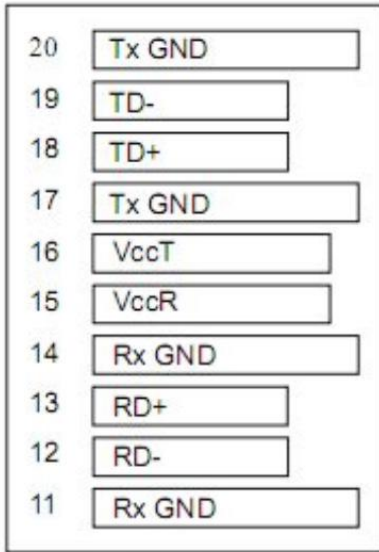 20 Tx GND
19 TD-
18 TD+
17 Tx GND
16 VccT
15 VccR
14 Rx GND
13 RD+
12 RD-
11 Rx GND